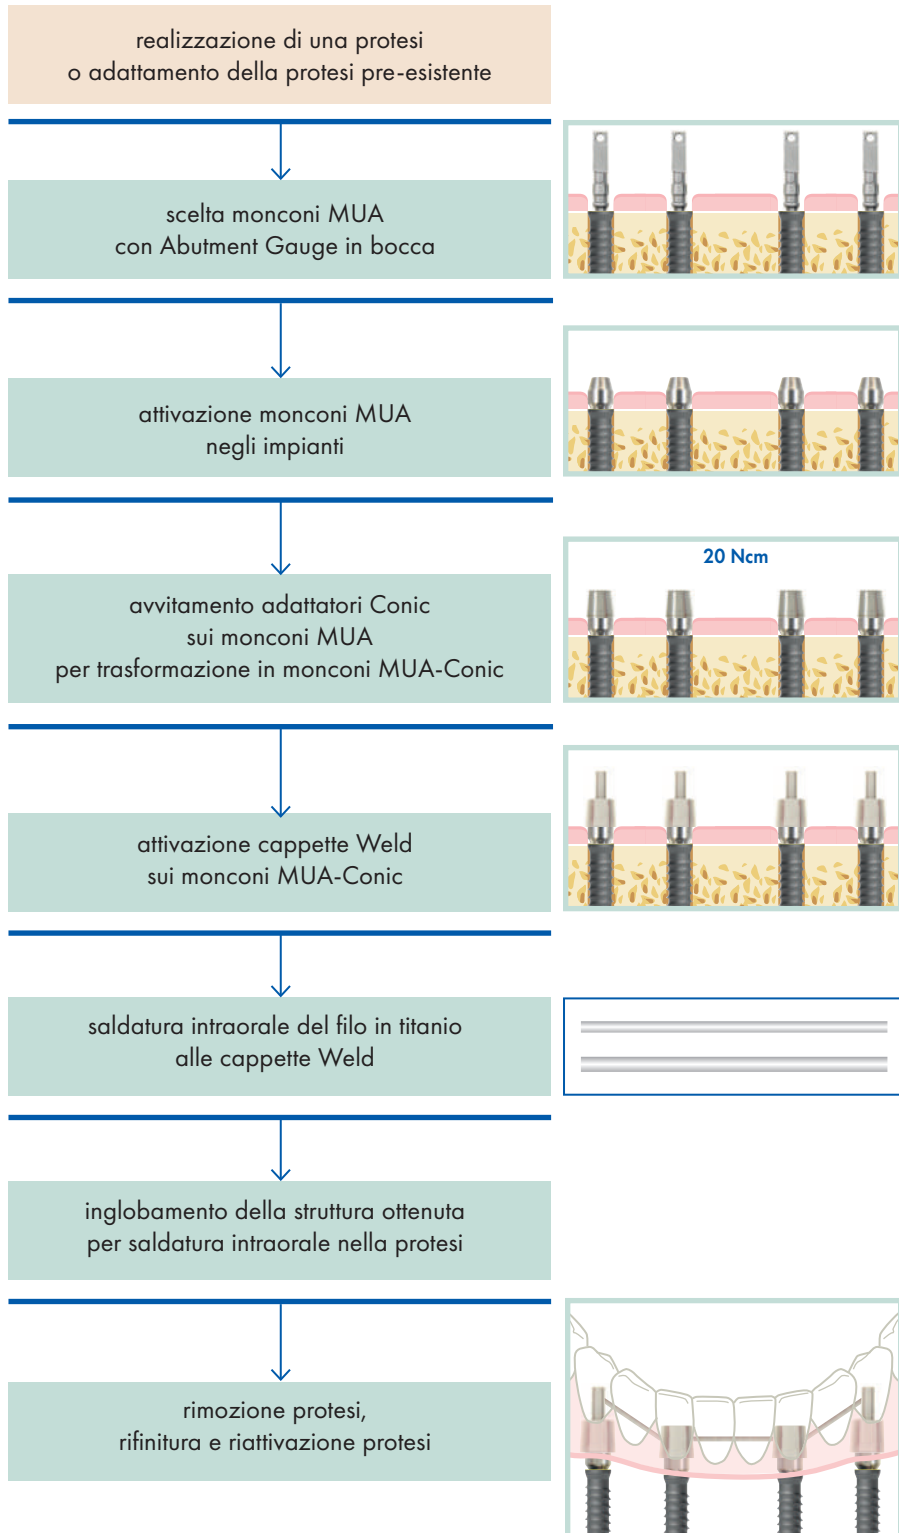 realizzazione di una protesi
o adattamento della protesi pre-esistente
scelta monconi MUA
con Abutment Gauge in bocca
attivazione monconi MUA
negli impianti
20 Ncm
avvitamento adattatori Conic
sui monconi MUA
per trasformazione in monconi MUA-Conic
attivazione cappette Weld
sui monconi MUA-Conic
saldatura intraorale del filo in titanio
alle cappette Weld
inglobamento della struttura ottenuta
per saldatura intraorale nella protesi
rimozione protesi,
rifinitura e riattivazione protesi